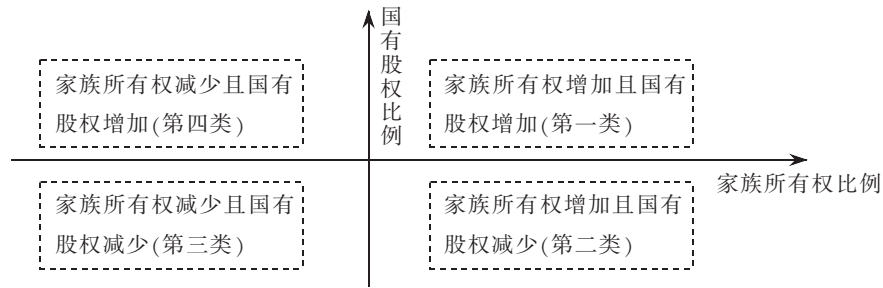 国有股权比例
家族所有权减少且国有
股权增加(第四类)
家族所有权增加且国有
股权增加(第一类)
家族所有权比例
家族所有权减少且国有
股权减少(第三类)
家族所有权增加且国有
股权减少(第二类)